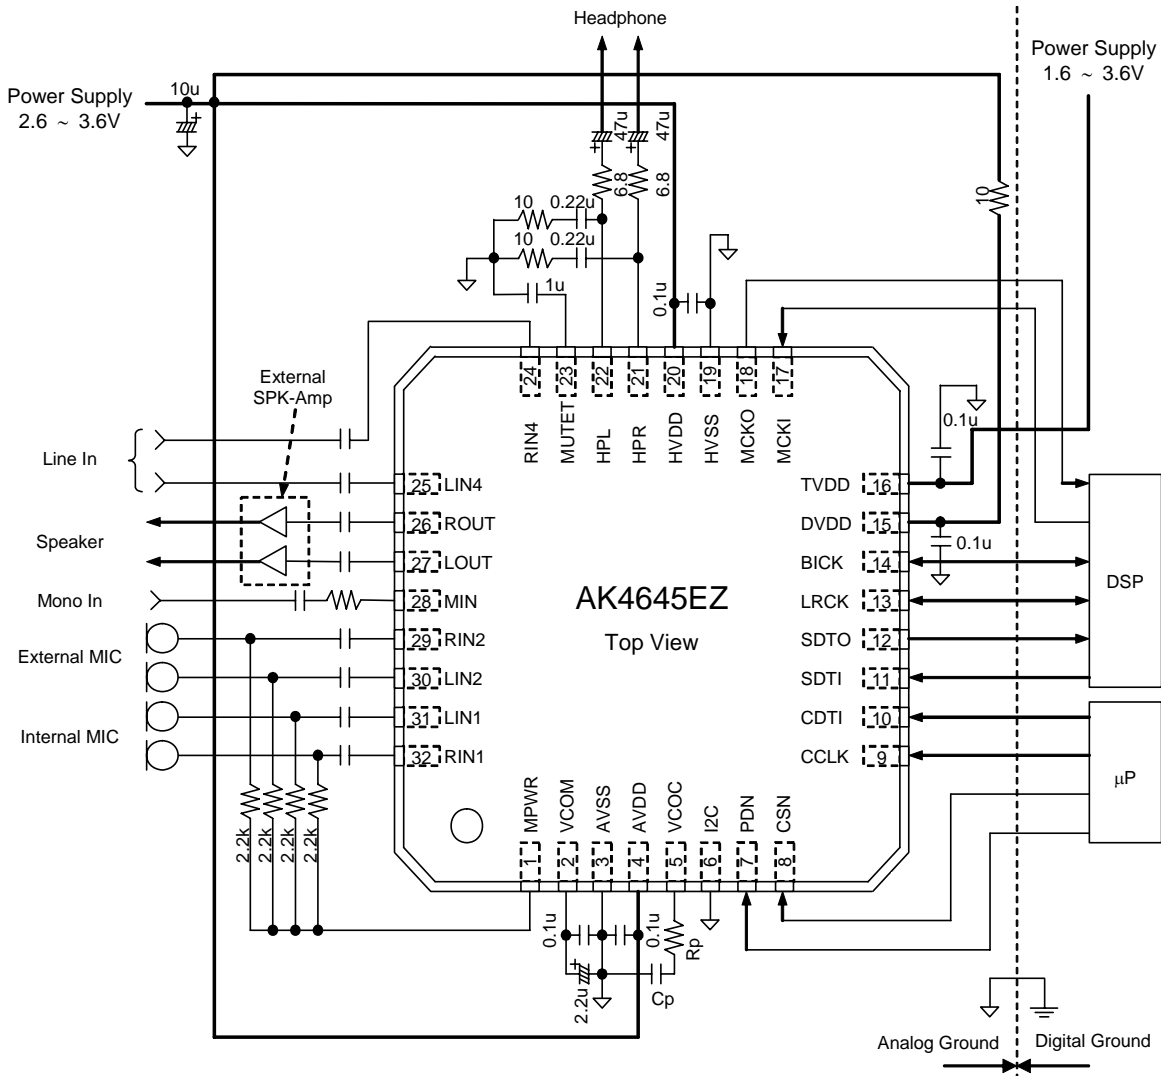 Headphone
Power Supply
1.6 ~ 3.6V
Power Supply
2.6 ~ 3.6V
10u
47u
47u
6.8
6.8
10
10
0.22u
10
0.22u
1u
0.1u
External
SPK-Amp
24
23
22
21
20
19
18
17
RIN4
MUTET
HPL
HPR
HVDD
HVSS
MCKO
MCKI
0.1u
Line In
25 LIN4
TVDD 16
26 ROUT
DVDD 15
Speaker
0.1u
27 LOUT
BICK 14
DSP
Mono In
28 MIN
AK4645EZ
LRCK 13
External MIC
29 RIN2
Top View
SDTO 12
30 LIN2
SDTI 11
Internal MIC
31 LIN1
CDTI 10
32 RIN1
CCLK 9
μP
2.2k
2.2k
2.2k
2.2k
MPWR
VCOM
AVSS
AVDD
VCOC
I2C
PDN
CSN
1
2
3
4
5
6
7
8
0.1u
0.1u
Rp
2.2u
Cp
Analog Ground
Digital Ground